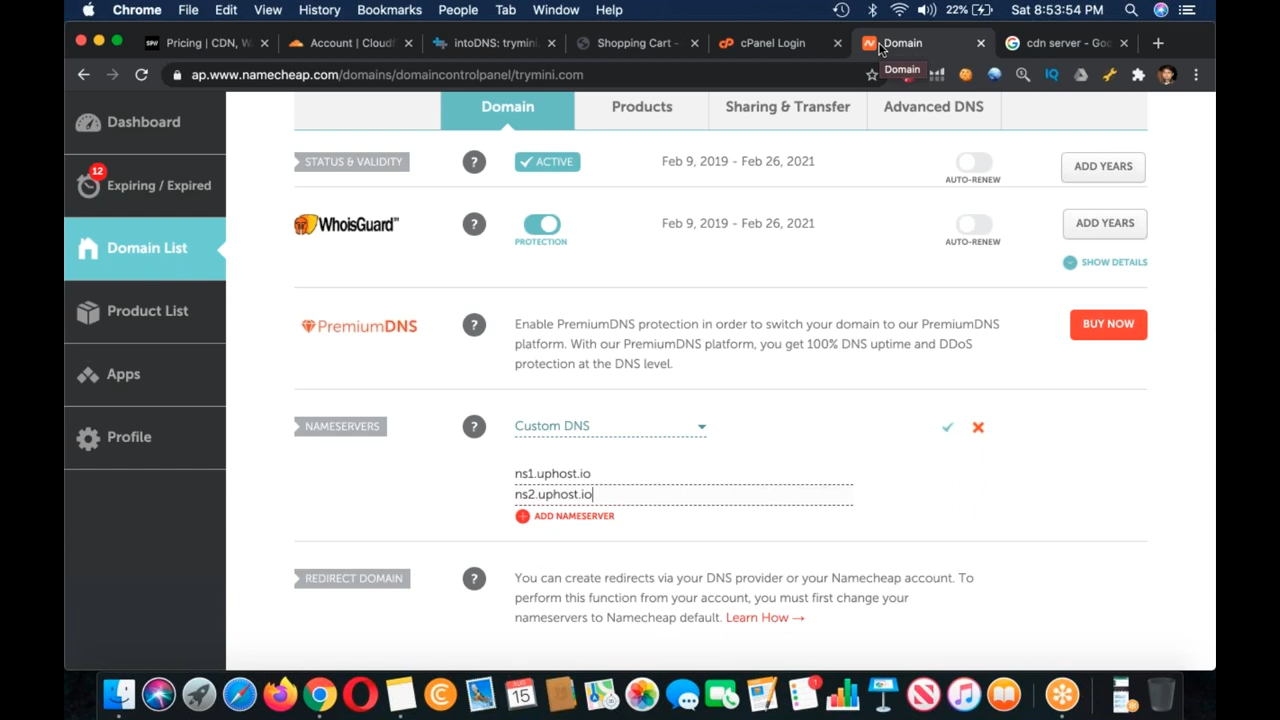 Chrome File Edit View History Bookmarks People Tab Window Help 22% Sat 8:53:54 PM
Pricing | CDN, W Account | Cloudf intoDNS: trymini. Shopping Cart - cPanel Login Domain cdn server - Goo
ap.www.namecheap.com/domains/domaincontrolpanel/trymini.com
Domain
Dashboard
12
Expiring / Expired
Domain List
Product List
Apps
Profile
Domain Products Sharing & Transfer Advanced DNS
STATUS & VALIDITY ? ACTIVE Feb 9, 2019 - Feb 26, 2021 AUTO-RENEW ADD YEARS
WhoisGuard ? PROTECTION Feb 9, 2019 - Feb 26, 2021 AUTO-RENEW ADD YEARS
SHOW DETAILS
PremiumDNS ? Enable PremiumDNS protection in order to switch your domain to our PremiumDNS BUY NOW
platform. With our PremiumDNS platform, you get 100% DNS uptime and DDoS
protection at the DNS level.
NAMESERVERS ? Custom DNS
ns1.uphost.io
ns2.uphost.io
ADD NAMESERVER
REDIRECT DOMAIN ? You can create redirects via your DNS provider or your Namecheap account. To
perform this function from your account, you must first change your
nameservers to Namecheap default. Learn How →
15
1